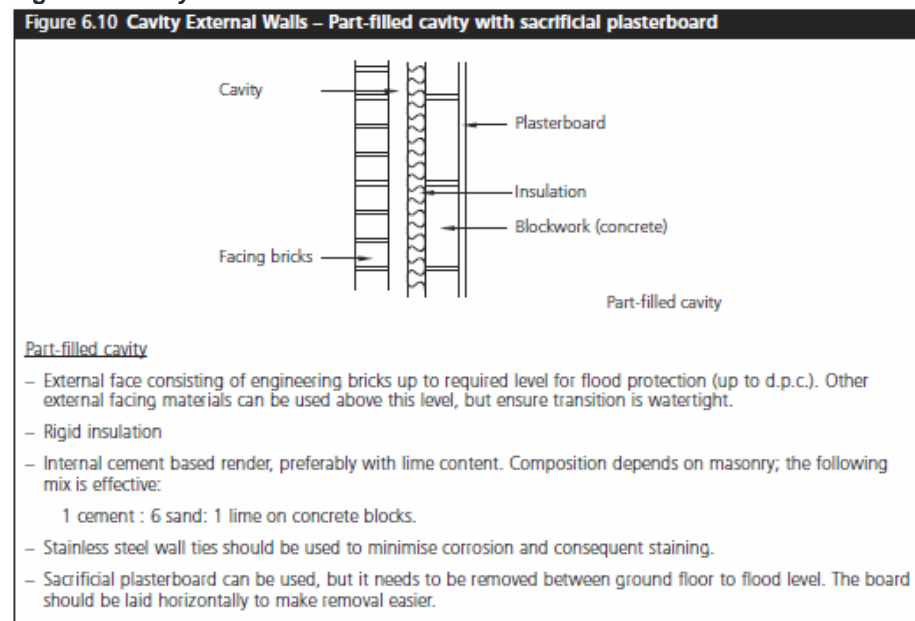 Figure 6.10 Cavity External Walls – Part-filled cavity with sacrificial plasterboard
Cavity
Plasterboard
Insulation
Blockwork (concrete)
Facing bricks
Part-filled cavity
Part-filled cavity
– External face consisting of engineering bricks up to required level for flood protection (up to d.p.c.). Other
external facing materials can be used above this level, but ensure transition is watertight.
– Rigid insulation
– Internal cement based render, preferably with lime content. Composition depends on masonry; the following
mix is effective:
1 cement : 6 sand: 1 lime on concrete blocks.
– Stainless steel wall ties should be used to minimise corrosion and consequent staining.
– Sacrificial plasterboard can be used, but it needs to be removed between ground floor to flood level. The board
should be laid horizontally to make removal easier.